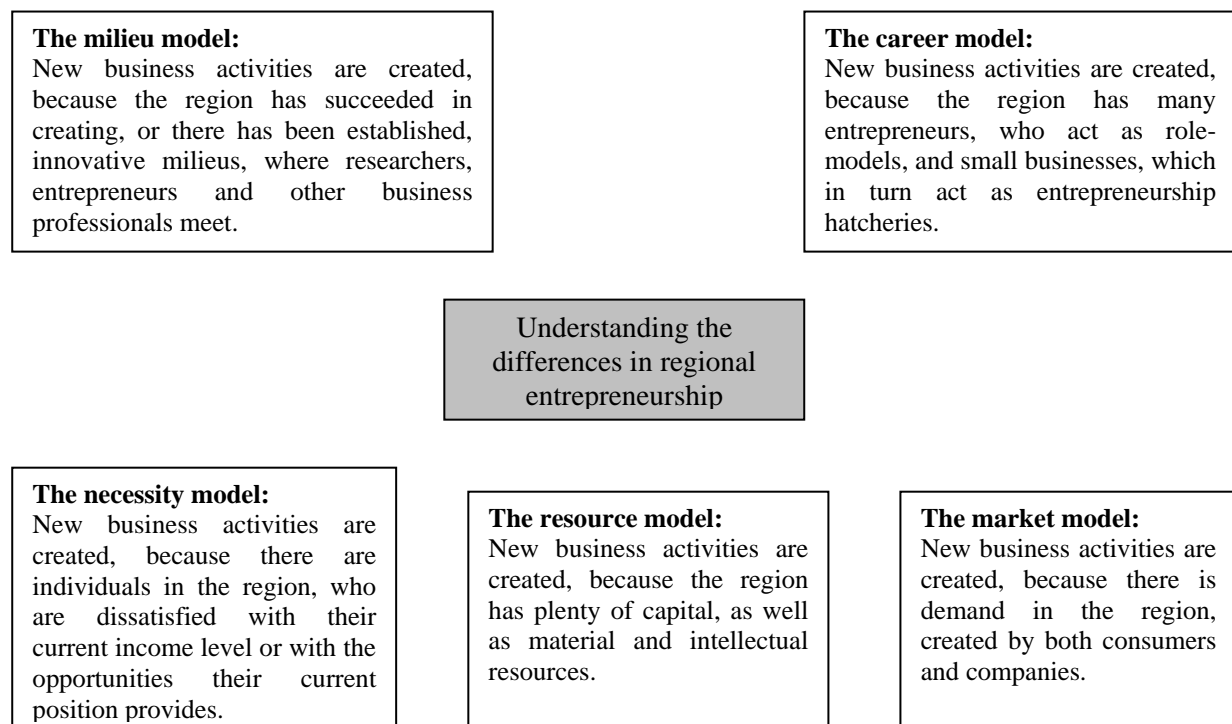 The milieu model:
New business activities are created,
because the region has succeeded in
creating, or there has been established,
innovative milieus, where researchers,
entrepreneurs and other business
professionals meet.
The career model:
New business activities are created,
because the region has many
entrepreneurs, who act as role-
models, and small businesses, which
in turn act as entrepreneurship
hatcheries.
Understanding the
differences in regional
entrepreneurship
The necessity model:
New business activities are
created, because there are
individuals in the region, who
are dissatisfied with their
current income level or with the
opportunities their current
position provides.
The resource model:
New business activities are
created, because the region
has plenty of capital, as well
as material and intellectual
resources.
The market model:
New business activities are
created, because there is
demand in the region,
created by both consumers
and companies.